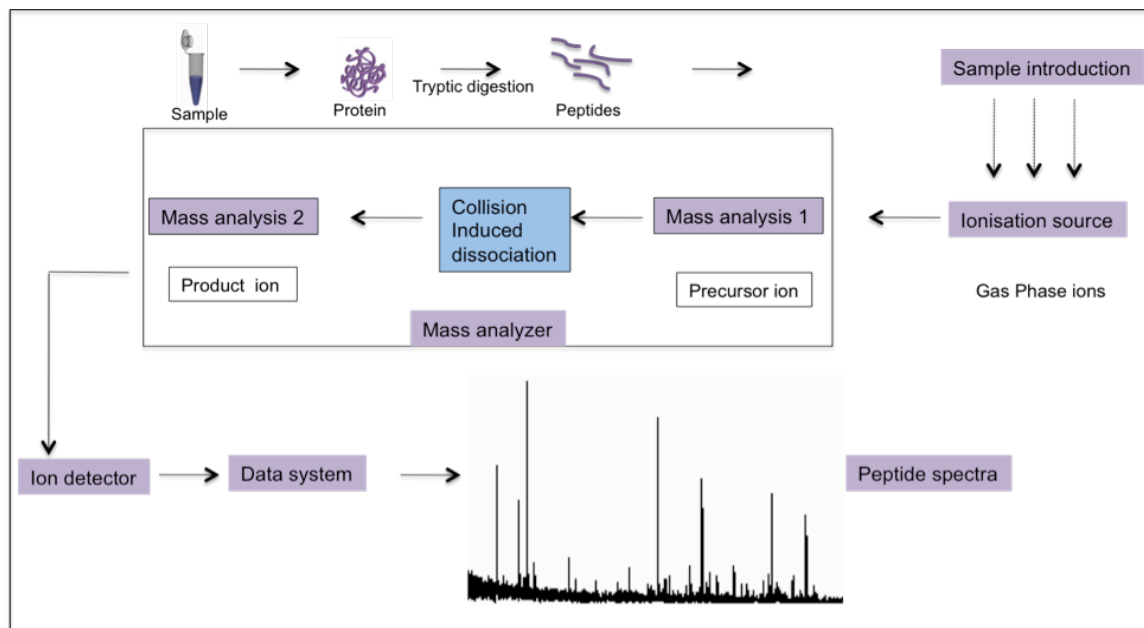 Sample
Protein
Tryptic digestion
Peptides
Sample introduction
Mass analysis 2
Collision
Induced
dissociation
Mass analysis 1
Ionisation source
Product ion
Precursor ion
Gas Phase ions
Mass analyzer
Ion detector
Data system
Peptide spectra